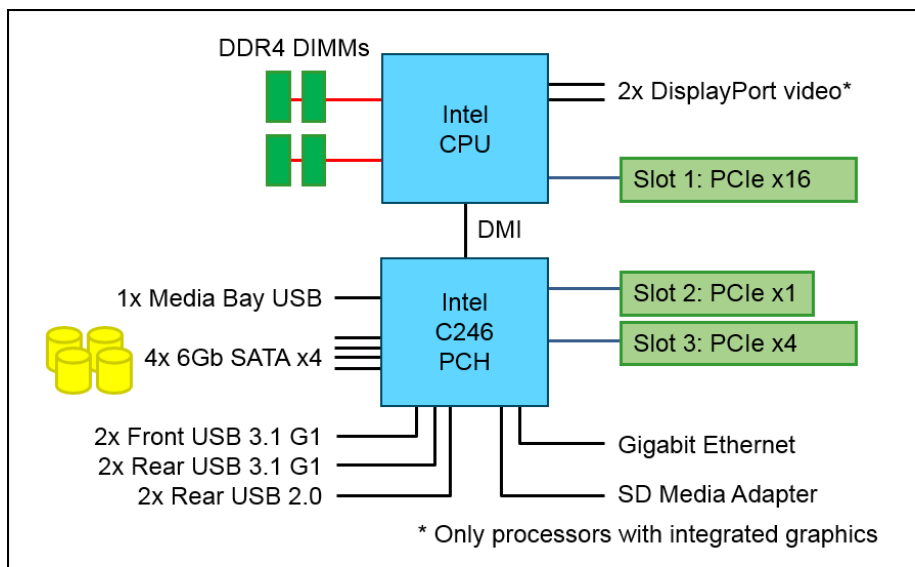 DDR4 DIMMs
Intel
CPU
2x DisplayPort video*
Slot 1: PCIe x16
DMI
1x Media Bay USB
Intel
C246
PCH
Slot 2: PCIe x1
Slot 3: PCIe x4
4x 6Gb SATA x4
2x Front USB 3.1 G1
2x Rear USB 3.1 G1
2x Rear USB 2.0
Gigabit Ethernet
SD Media Adapter
* Only processors with integrated graphics